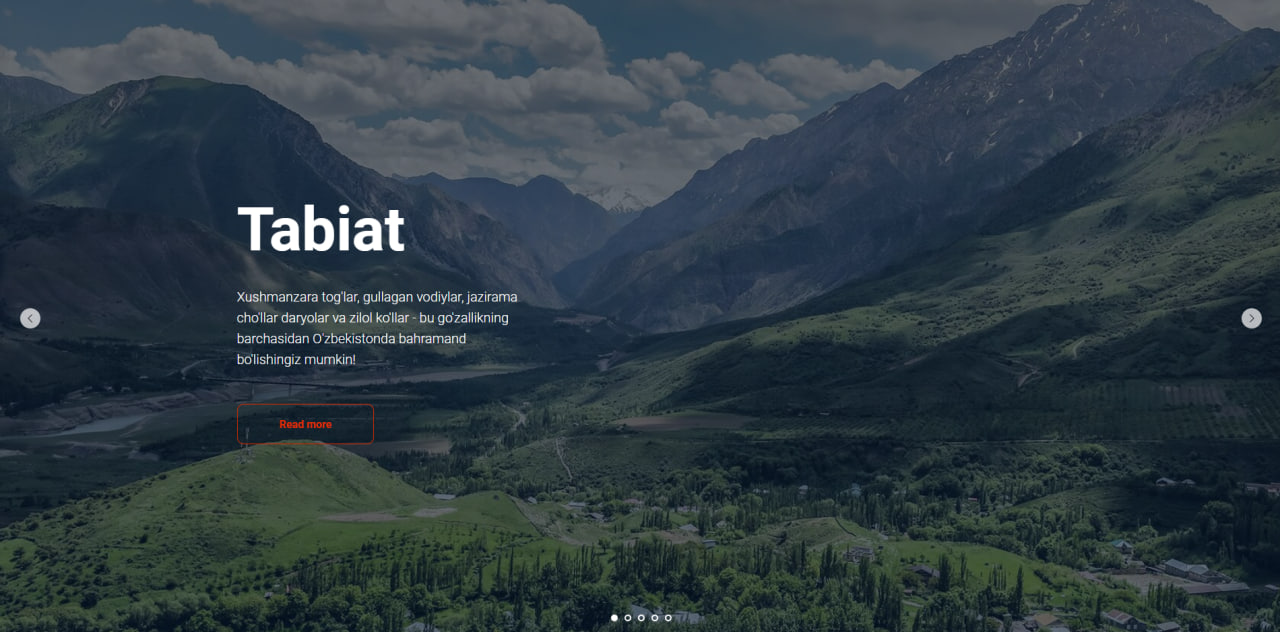 Tabiat
Xushmanzara tog'lar, gullagan vodiylar, jazirama
cho'llar daryolar va zilol ko'llar - bu go'zallikning
barchasidan O'zbekistonda bahramand
bo'lishingiz mumkin!
Read more